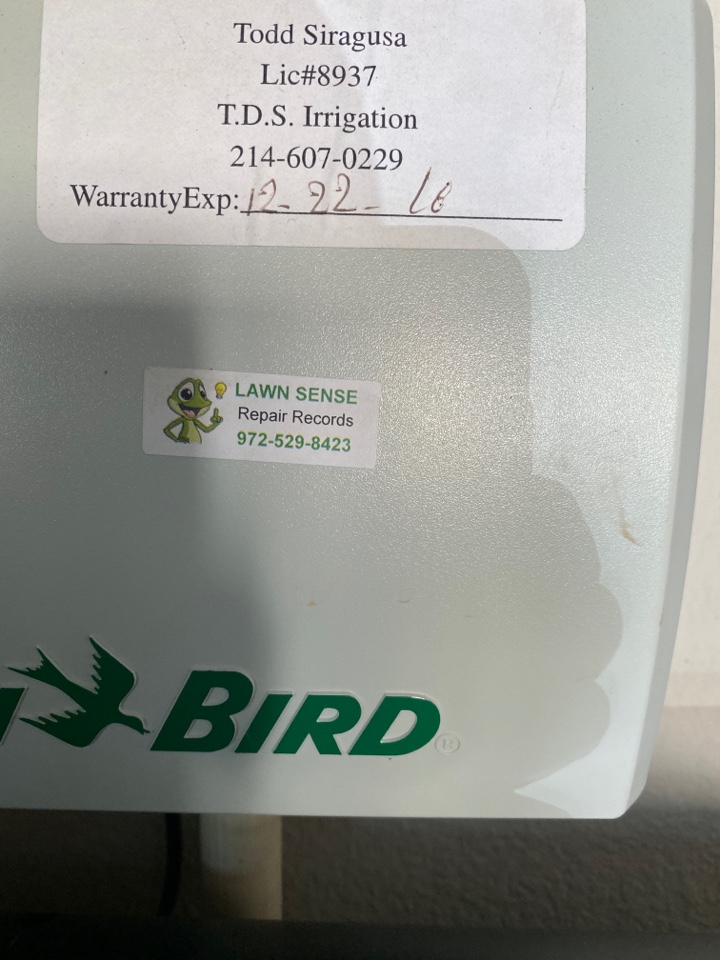 Todd Siragusa
Lic#8937
T.D.S. Irrigation
214-607-0229
WarrantyExp: 12-22-16
LAWN SENSE
Repair Records
972-529-8423
BIRD®